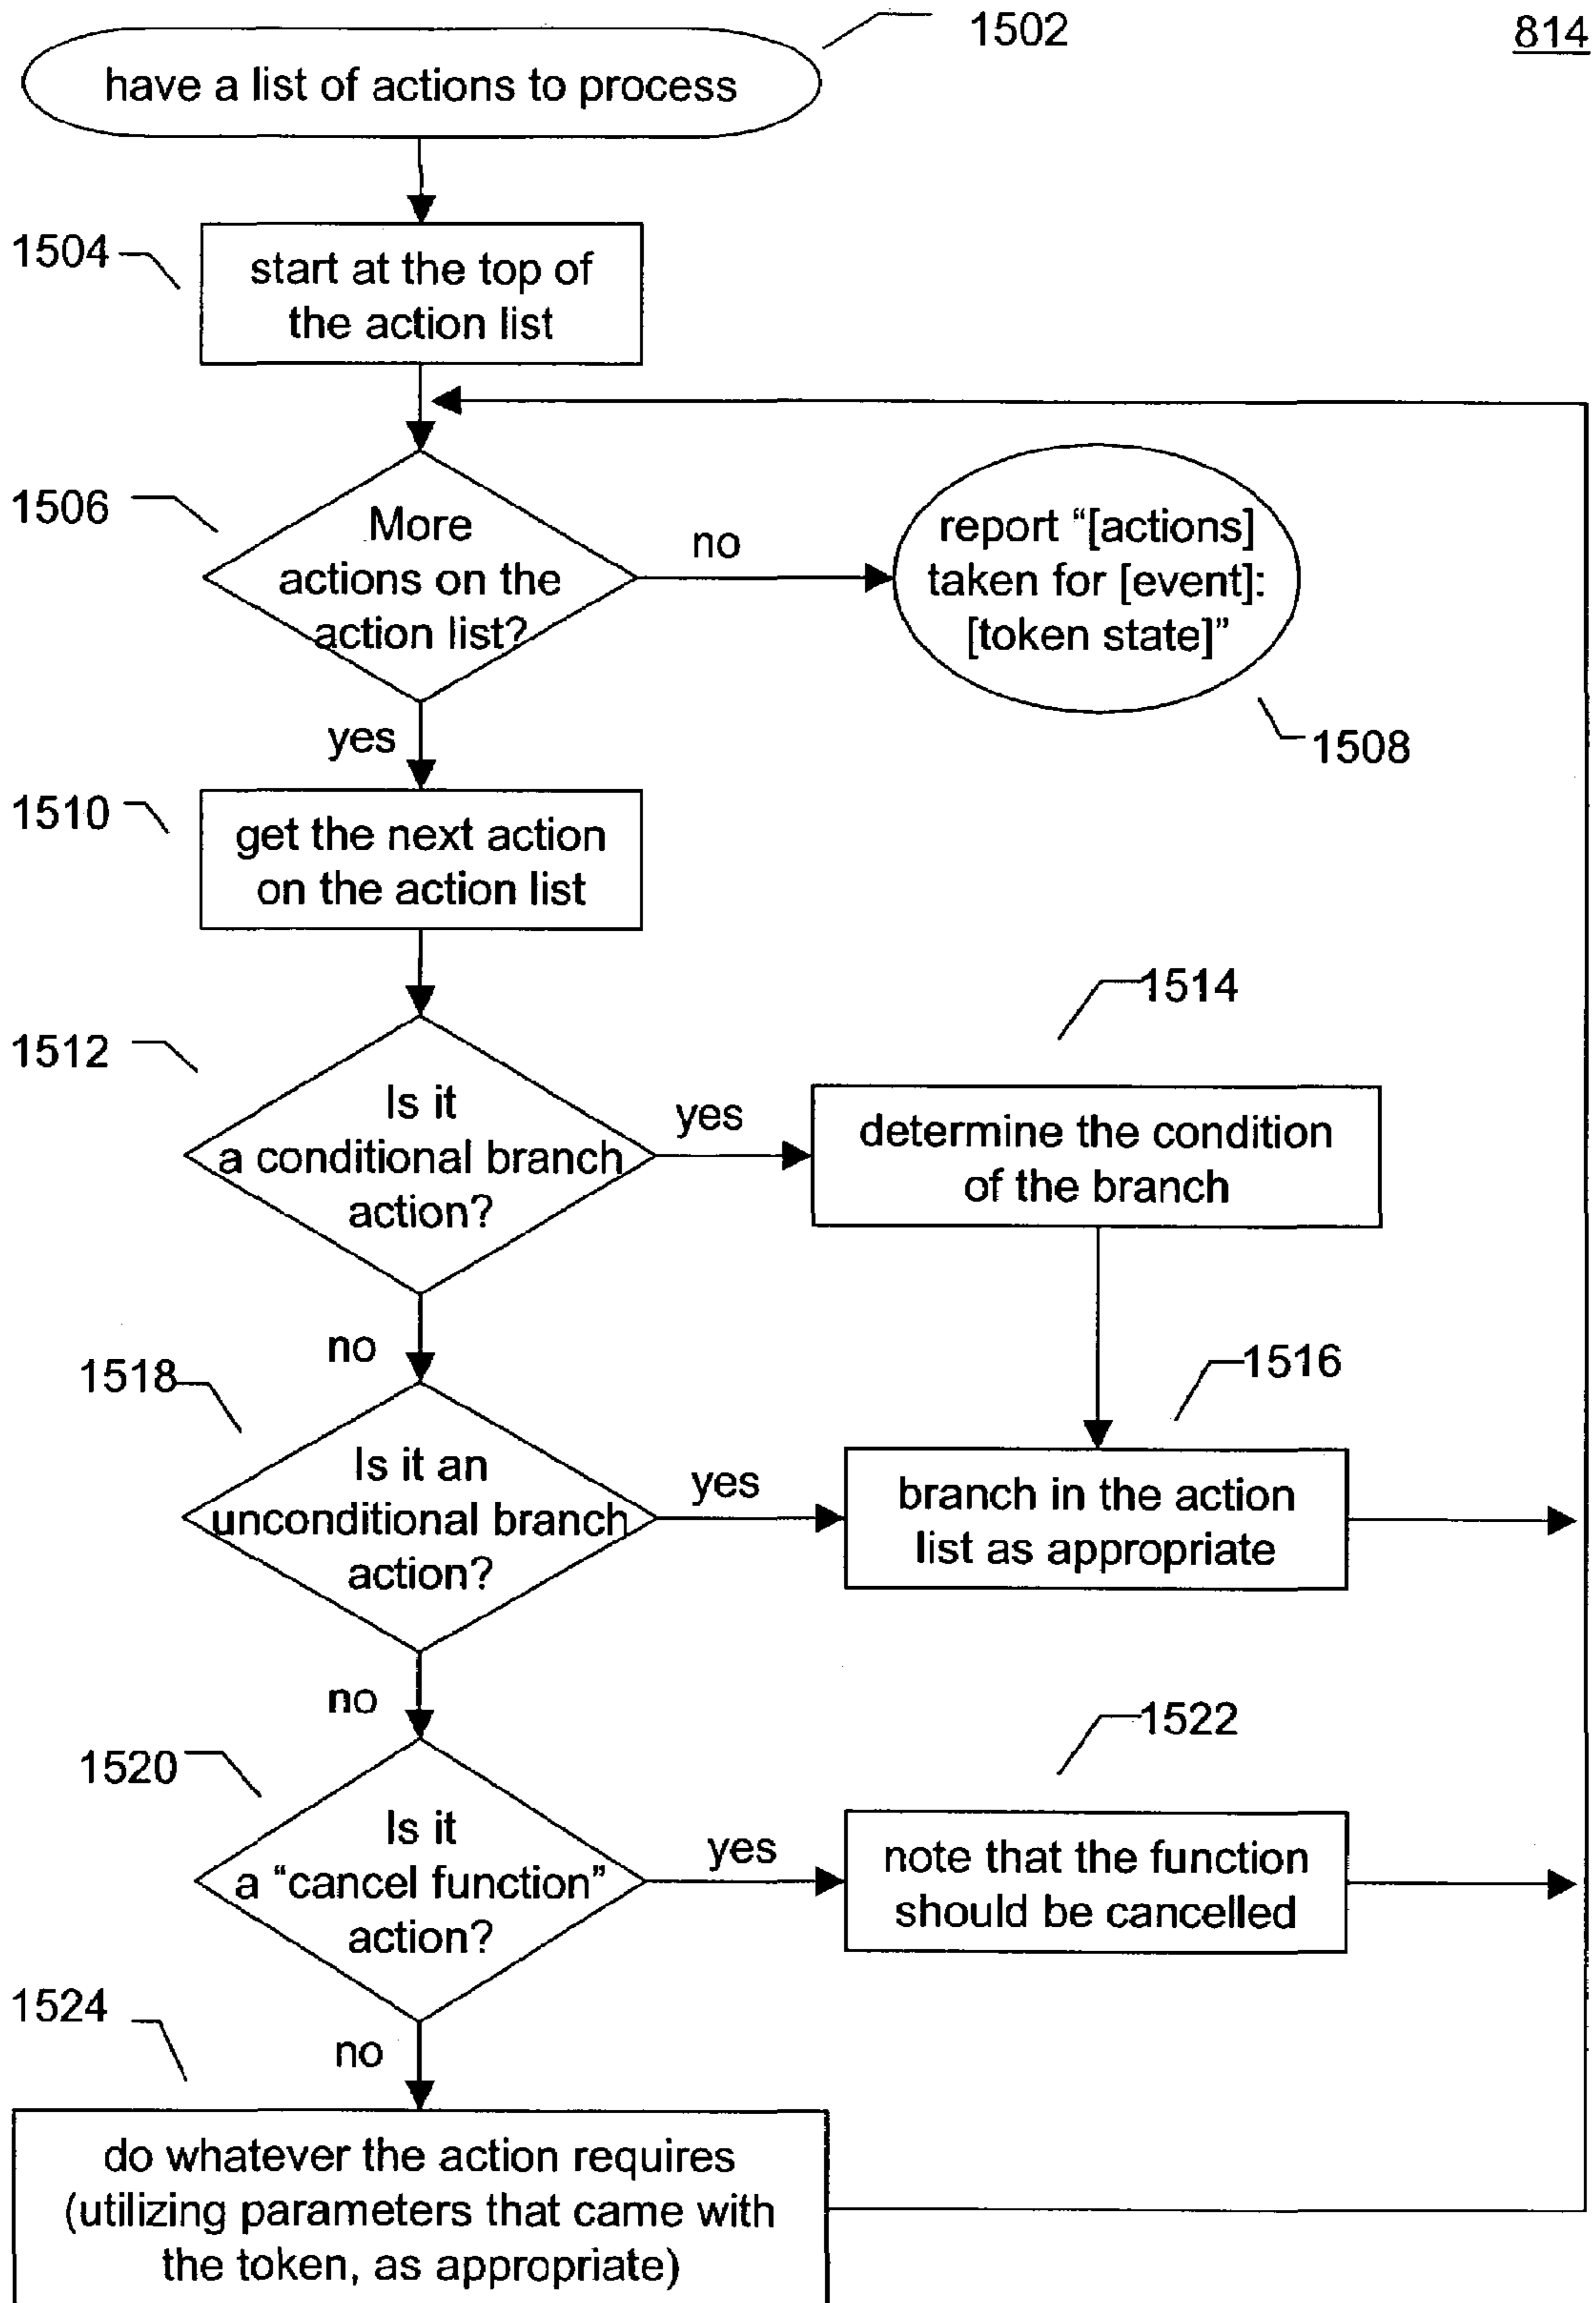 1502
814
have a list of actions to process
1504
start at the top of
the action list
1506
More
actions on the
action list?
no
report “[actions]
taken for [event]:
[token state]”
1508
yes
1510
get the next action
on the action list
1512
Is it
a conditional branch
action?
yes
1514
determine the condition
of the branch
no
1518
Is it an
unconditional branch
action?
yes
1516
branch in the action
list as appropriate
no
1520
Is it
a “cancel function”
action?
yes
1522
note that the function
should be cancelled
no
1524
do whatever the action requires
(utilizing parameters that came with
the token, as appropriate)